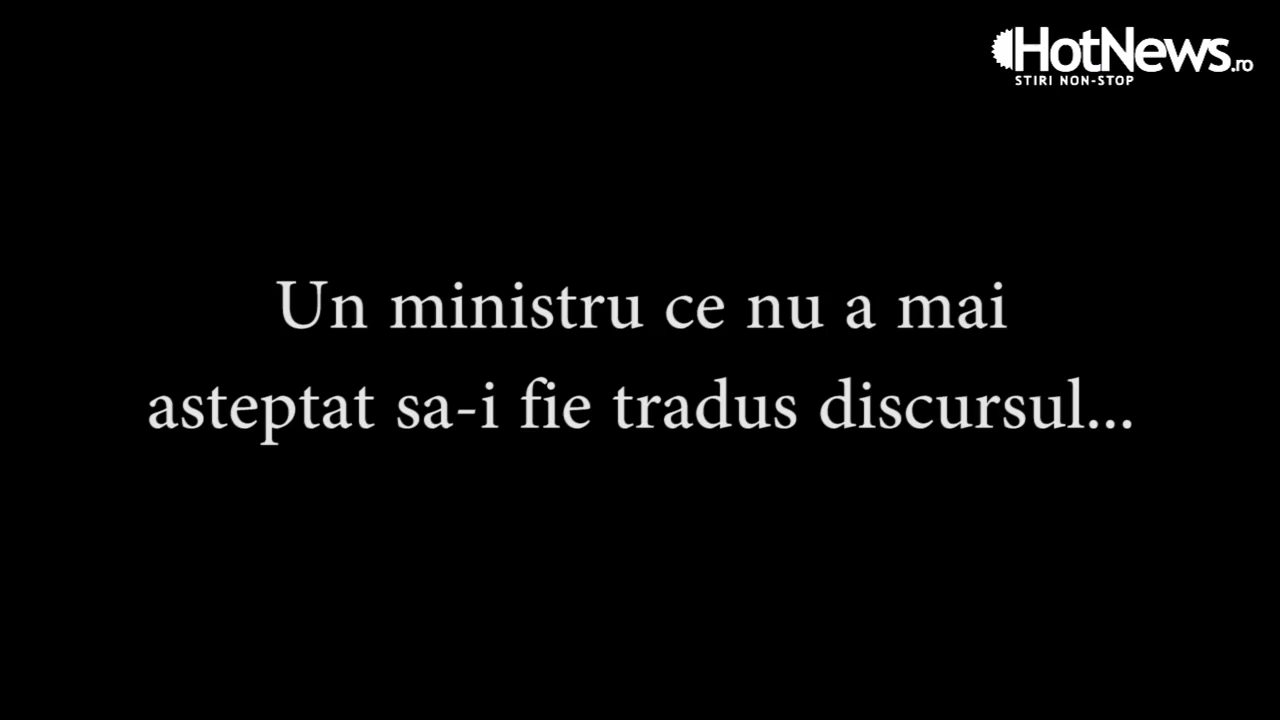 HotNews.ro
STIRI NON-STOP
Un ministru ce nu a mai
asteptat sa-i fie tradus discursul...